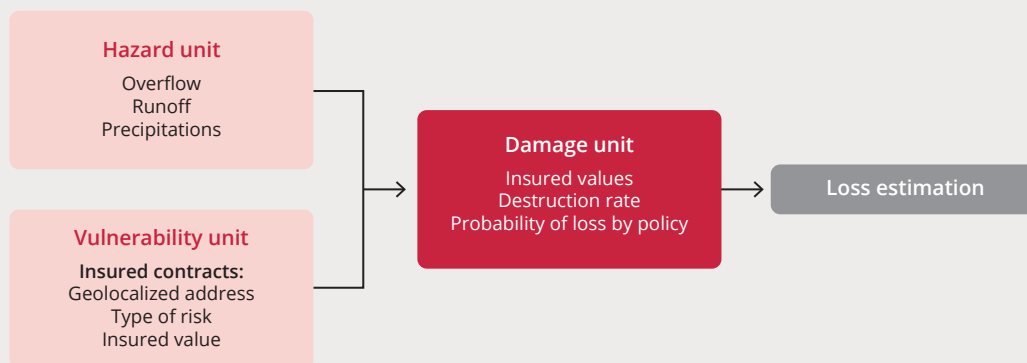 Hazard unit
Overflow
Runoff
Precipitations
Vulnerability unit
Insured contracts:
Geolocalized address
Type of risk
Insured value
Damage unit
Insured values
Destruction rate
Probability of loss by policy
Loss estimation